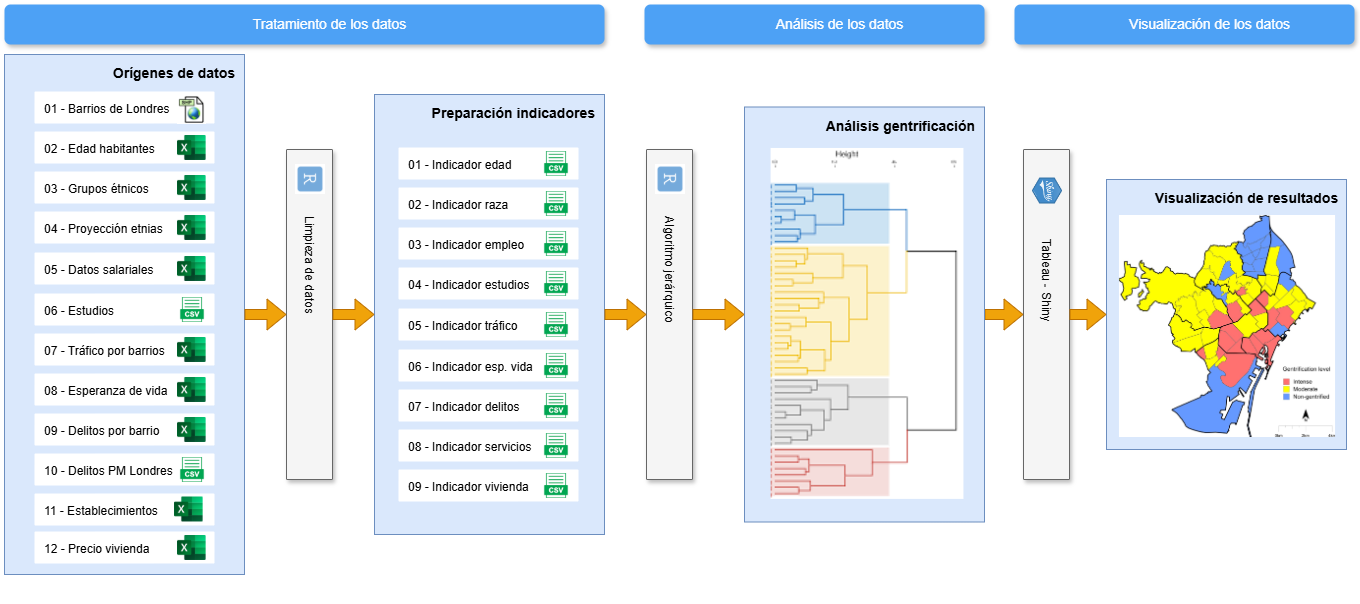 Tratamiento de los datos
Análisis de los datos
Visualización de los datos
Orígenes de datos
01 - Barrios de Londres
SHP
02 - Edad habitantes
X
03 - Grupos étnicos
X
04 - Proyección etnias
X
05 - Datos salariales
X
06 - Estudios
CSV
07 - Tráfico por barrios
X
08 - Esperanza de vida
X
09 - Delitos por barrio
X
10 - Delitos PM Londres
CSV
11 - Establecimientos
X
12 - Precio vivienda
X
R
Limpieza de datos
Preparación indicadores
01 - Indicador edad
CSV
02 - Indicador raza
CSV
03 - Indicador empleo
CSV
04 - Indicador estudios
CSV
05 - Indicador tráfico
CSV
06 - Indicador esp. vida
CSV
07 - Indicador delitos
CSV
08 - Indicador servicios
CSV
09 - Indicador vivienda
CSV
R
Algoritmo jerárquico
Análisis gentrificación
Height
Shiny
Tableau - Shiny
Visualización de resultados
Gentrification level
Intense
Moderate
Non-gentrified